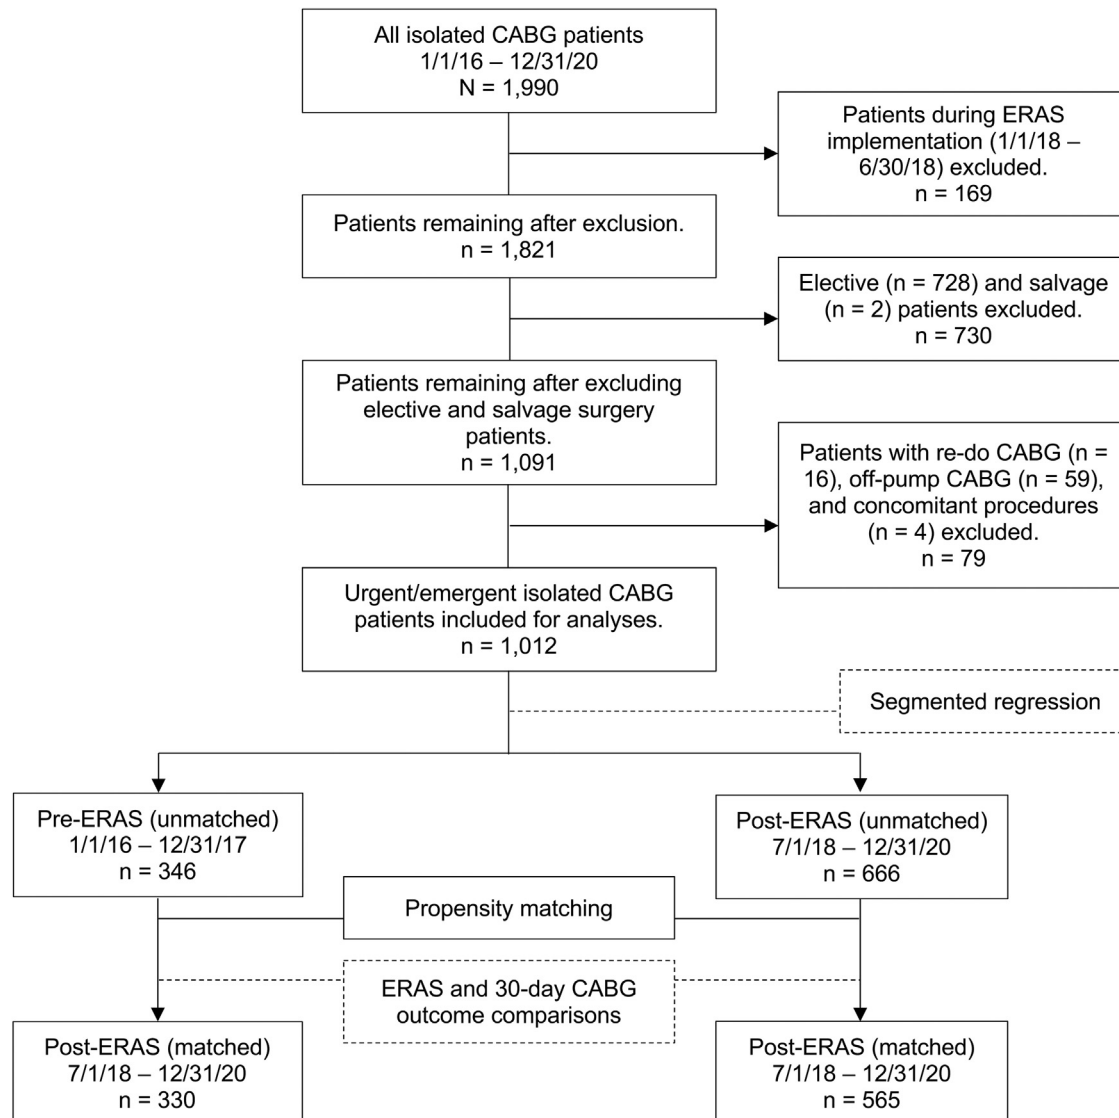 All isolated CABG patients
1/1/16 – 12/31/20
N = 1,990
Patients during ERAS
implementation (1/1/18 –
6/30/18) excluded.
n = 169
Patients remaining after exclusion.
n = 1,821
Elective (n = 728) and salvage
(n = 2) patients excluded.
n = 730
Patients remaining after excluding
elective and salvage surgery
patients.
n = 1,091
Patients with re-do CABG (n =
16), off-pump CABG (n = 59),
and concomitant procedures
(n = 4) excluded.
n = 79
Urgent/emergent isolated CABG
patients included for analyses.
n = 1,012
Segmented regression
Pre-ERAS (unmatched)
1/1/16 – 12/31/17
n = 346
Post-ERAS (unmatched)
7/1/18 – 12/31/20
n = 666
Propensity matching
ERAS and 30-day CABG
outcome comparisons
Post-ERAS (matched)
7/1/18 – 12/31/20
n = 330
Post-ERAS (matched)
7/1/18 – 12/31/20
n = 565